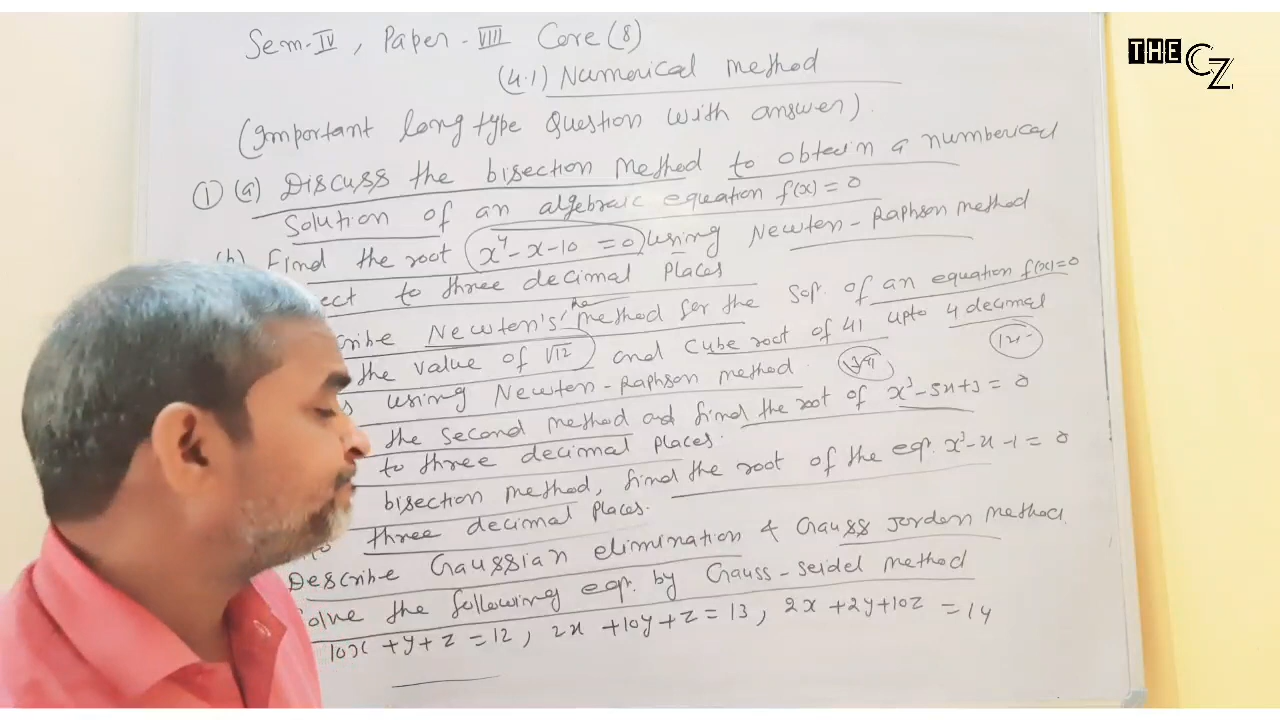 THE CZ
Sem-IV, Paper-VIII Core (8)
(4.1) Numerical method
(Important long type Question with answer).
① (a) Discuss the bisection method to obtain a numberical
Solution of an algebraic equation f(x) = 0
Find the root x⁴-x-10 = 0 using Newton-Raphson method
ect to three decimal places
cribe Newton's the method for the Sol. of an equation f(x)=0
the value of √12 and cube root of 41 upto 4 decimal
using Newton-Raphson method.
the second method and find the root of x³-5x+3 = 0
to three decimal places.
bisection method, find the root of the eqn. x³-x-1 = 0
three decimal places.
Describe Gaussian elimination & Gauss Jorden method.
olve the following eqn. by Gauss-seidel method
10x +y+z = 12, 2x +10y+z = 13, 2x +2y+10z = 14